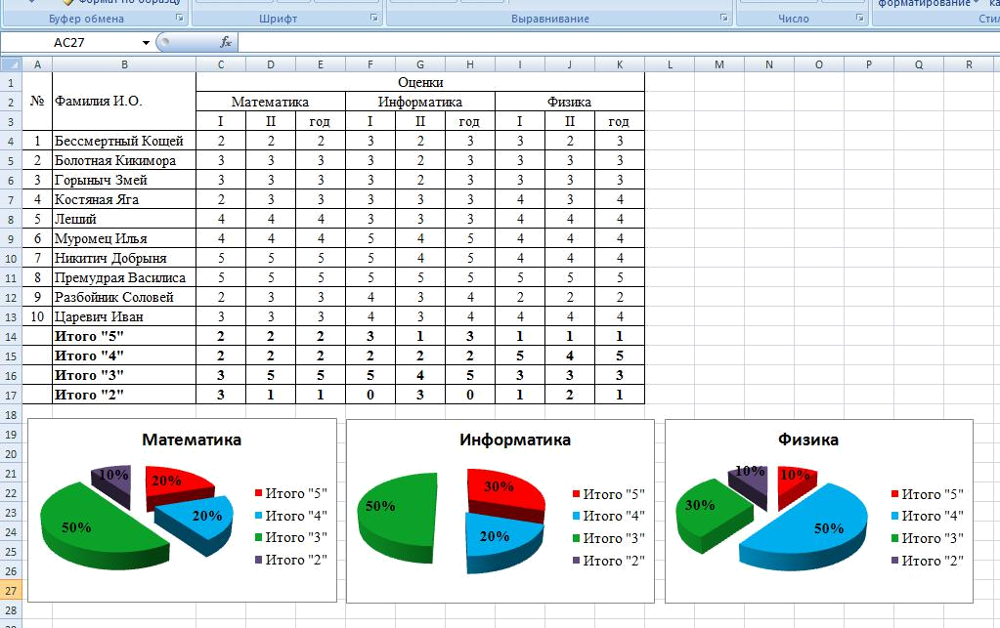 Формат по образцу
форматирование
Буфер обмена Шрифт Выравнивание Число
AC27 fx
A B C D E F G H I J K L M N O P Q R
1 Оценки
2 № Фамилия И.О. Математика Информатика Физика
3 I II год I II год I II год
4 1 Бессмертный Кощей 2 2 2 3 2 3 3 2 3
5 2 Болотная Кикимора 3 3 3 3 2 3 3 3 3
6 3 Горыныч Змей 3 3 3 3 2 3 3 3 3
7 4 Костяная Яга 2 3 3 3 3 3 4 3 4
8 5 Леший 4 4 4 3 3 3 4 4 4
9 6 Муромец Илья 4 4 4 5 4 5 4 4 4
10 7 Никитич Добрыня 5 5 5 5 4 5 4 4 4
11 8 Премудрая Василиса 5 5 5 5 5 5 5 5 5
12 9 Разбойник Соловей 2 3 3 4 3 4 2 2 2
13 10 Царевич Иван 3 3 3 4 3 4 4 4 4
14 Итого "5" 2 2 2 3 1 3 1 1 1
15 Итого "4" 2 2 2 2 2 2 5 4 5
16 Итого "3" 3 5 5 5 4 5 3 3 3
17 Итого "2" 3 1 1 0 3 0 1 2 1
18
19
20
21
22
23
24
25
26
27
28
Математика
10% 20%
20%
50%
Итого "5"
Итого "4"
Итого "3"
Итого "2"
Информатика
30%
50%
20%
Итого "5"
Итого "4"
Итого "3"
Итого "2"
Физика
10% 10%
30%
50%
Итого "5"
Итого "4"
Итого "3"
Итого "2"